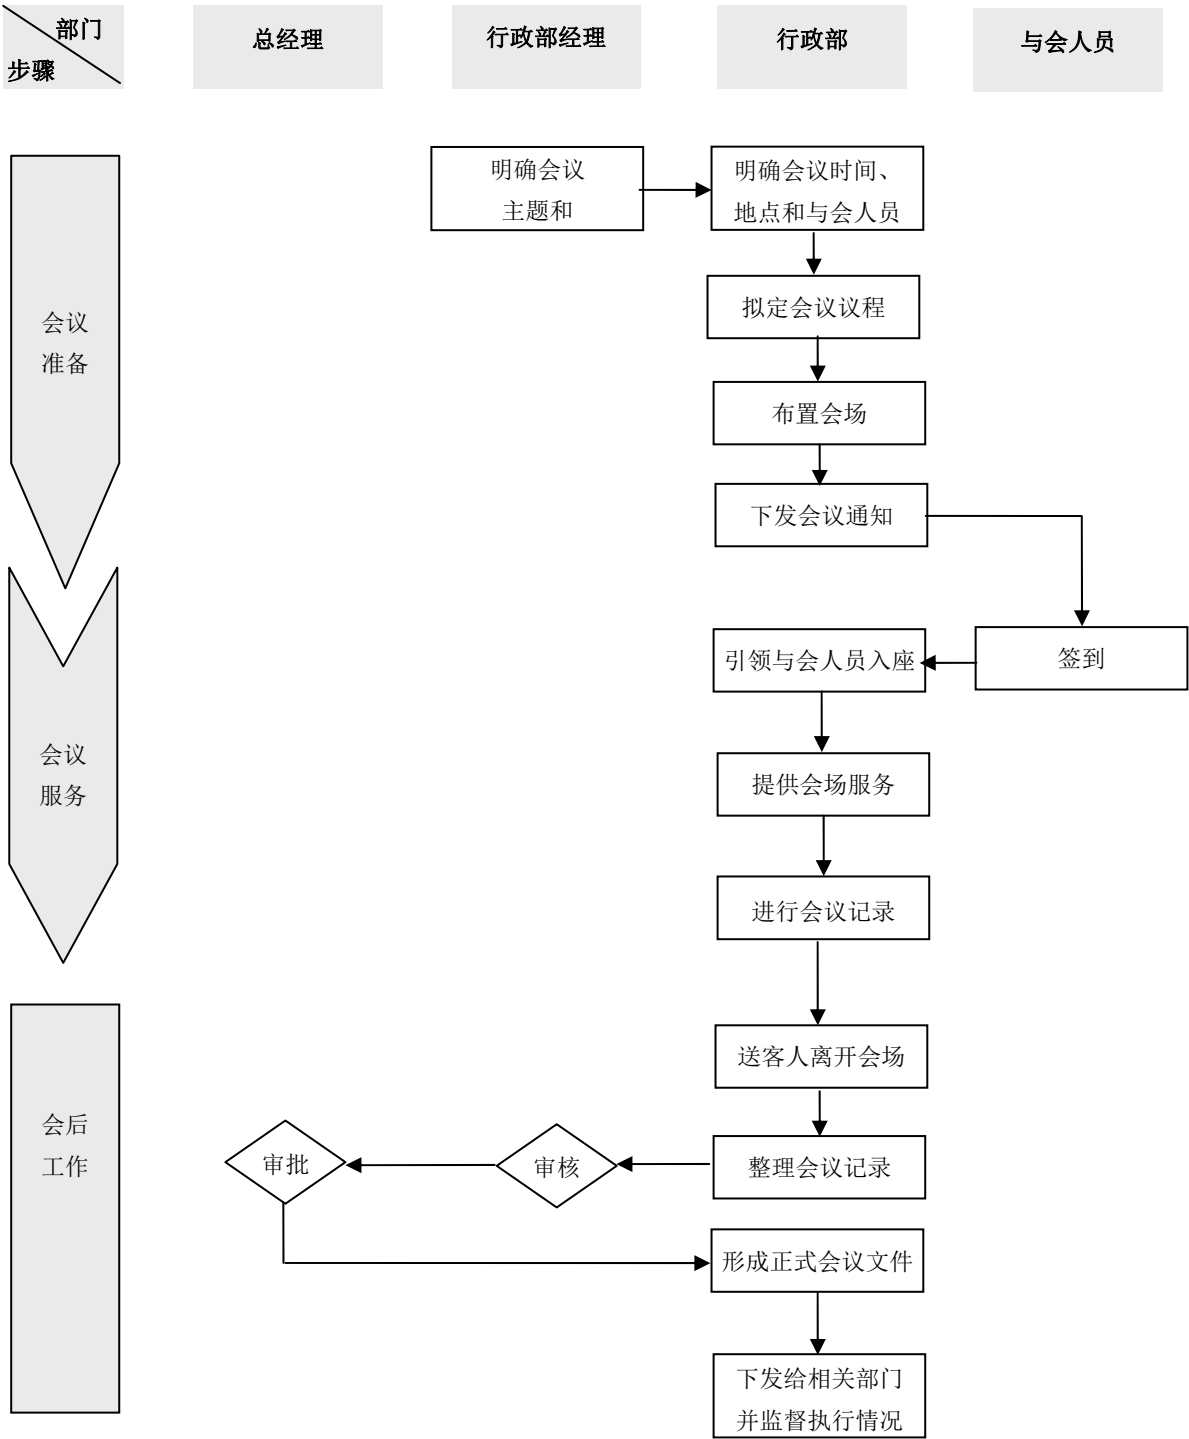 部门
步骤
总经理
行政部经理
行政部
与会人员
明确会议
主题和
明确会议时间、
地点和与会人员
拟定会议议程
会议
准备
布置会场
下发会议通知
签到
引领与会人员入座
会议
服务
提供会场服务
进行会议记录
送客人离开会场
会后
工作
审批
审核
整理会议记录
形成正式会议文件
下发给相关部门
并监督执行情况